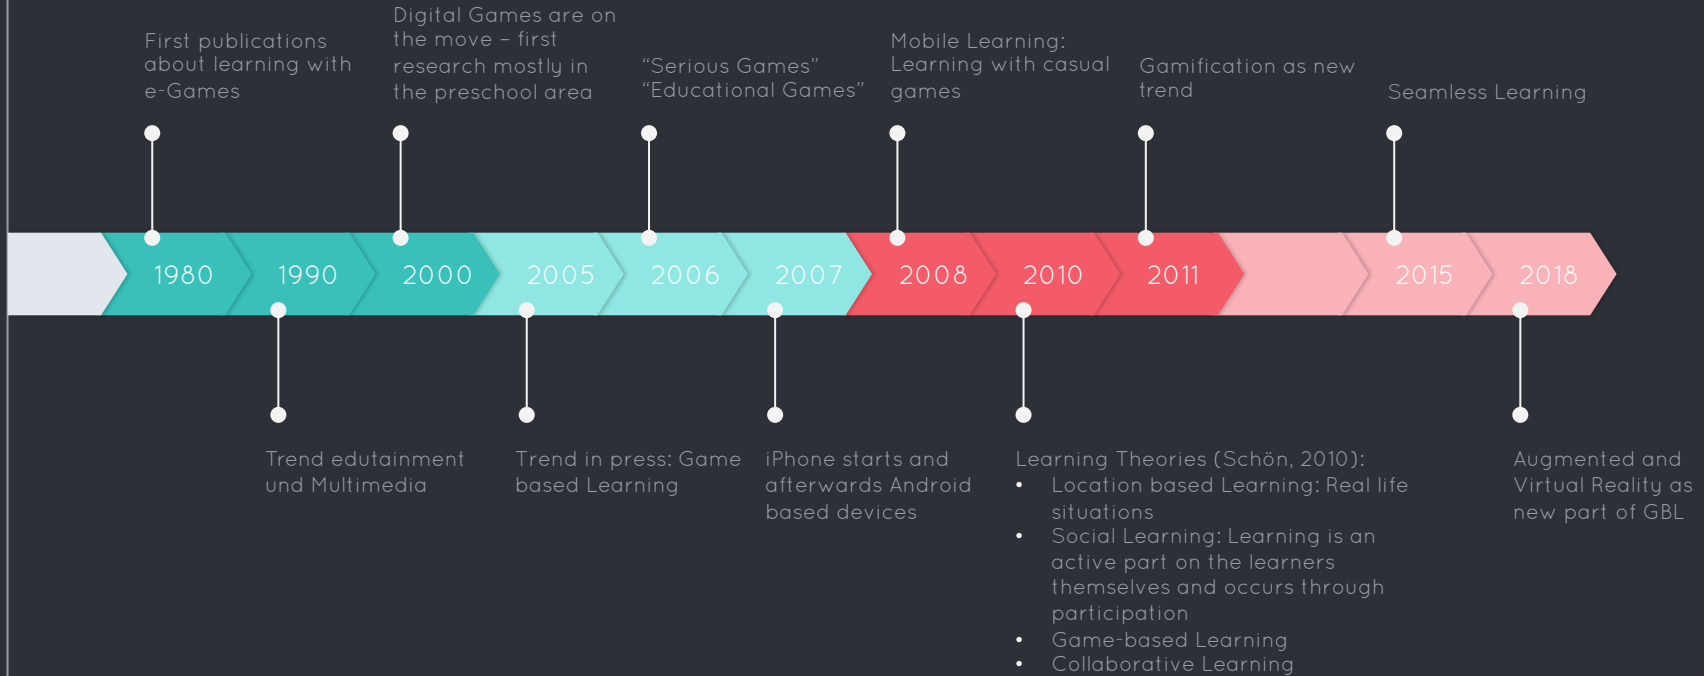 First publications
about learning with
e-Games
Digital Games are on
the move – first
research mostly in
the preschool area
“Serious Games”
“Educational Games”
Mobile Learning:
Learning with casual
games
Gamification as new
trend
Seamless Learning
1980
1990
2000
2005
2006
2007
2008
2010
2011
2015
2018
Trend edutainment
und Multimedia
Trend in press: Game
based Learning
iPhone starts and
afterwards Android
based devices
Learning Theories (Schön, 2010):
• Location based Learning: Real life
situations
• Social Learning: Learning is an
active part on the learners
themselves and occurs through
participation
• Game-based Learning
• Collaborative Learning
Augmented and
Virtual Reality as
new part of GBL